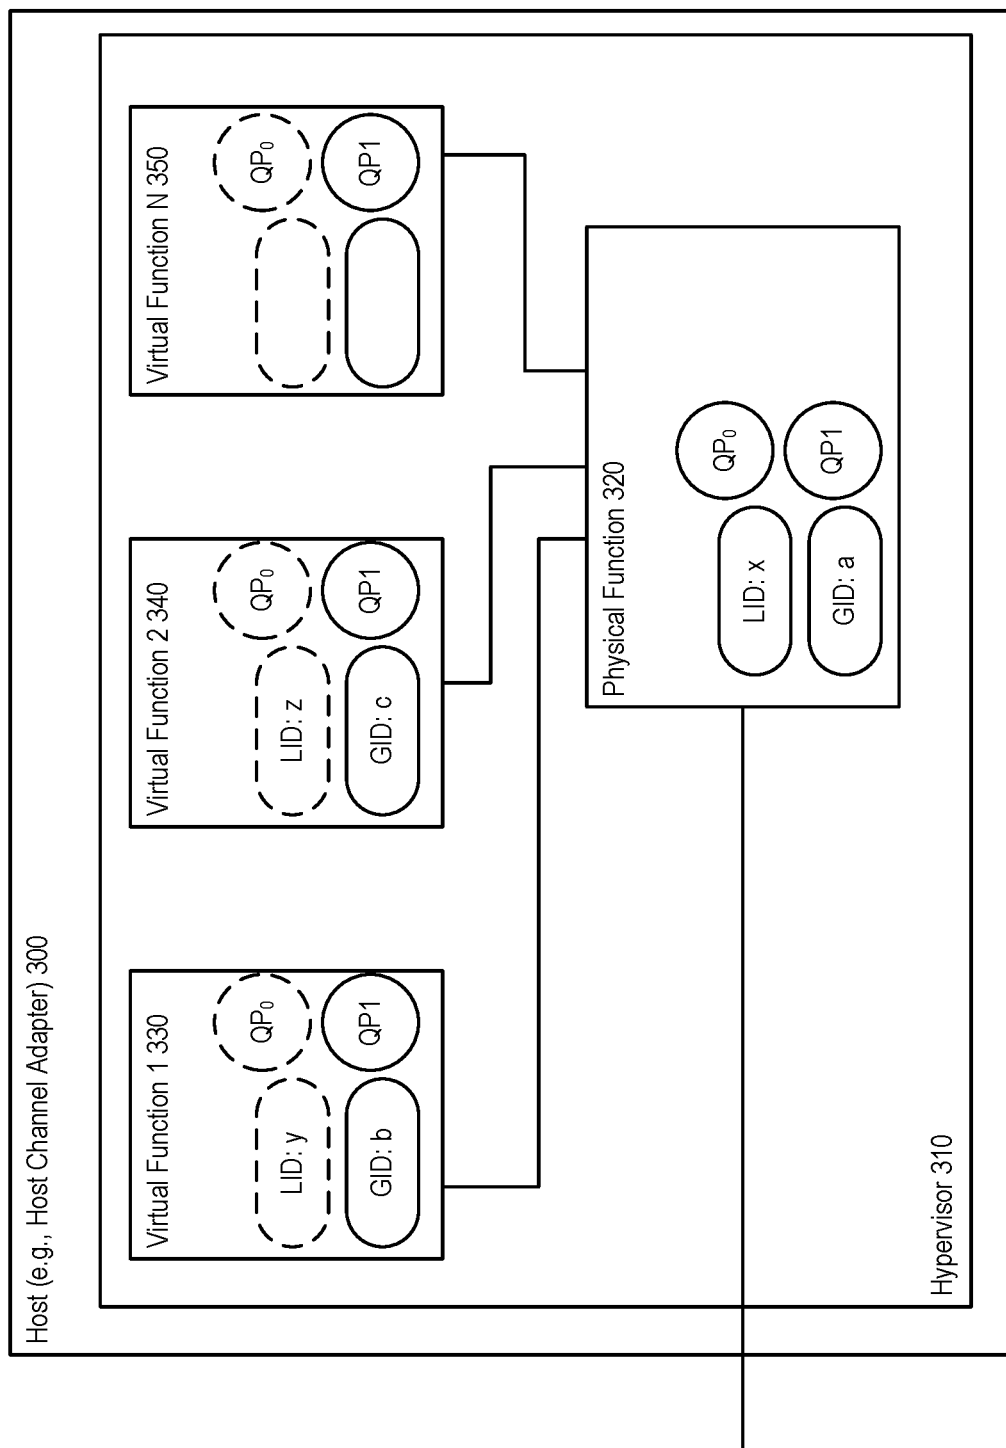 Host (e.g., Host Channel Adapter) 300
Virtual Function 1 330
LID: y
QP₀
GID: b
QP1
Virtual Function 2 340
LID: z
QP₀
GID: c
QP1
Virtual Function N 350
QP₀
QP1
Physical Function 320
LID: x
QP₀
GID: a
QP1
Hypervisor 310